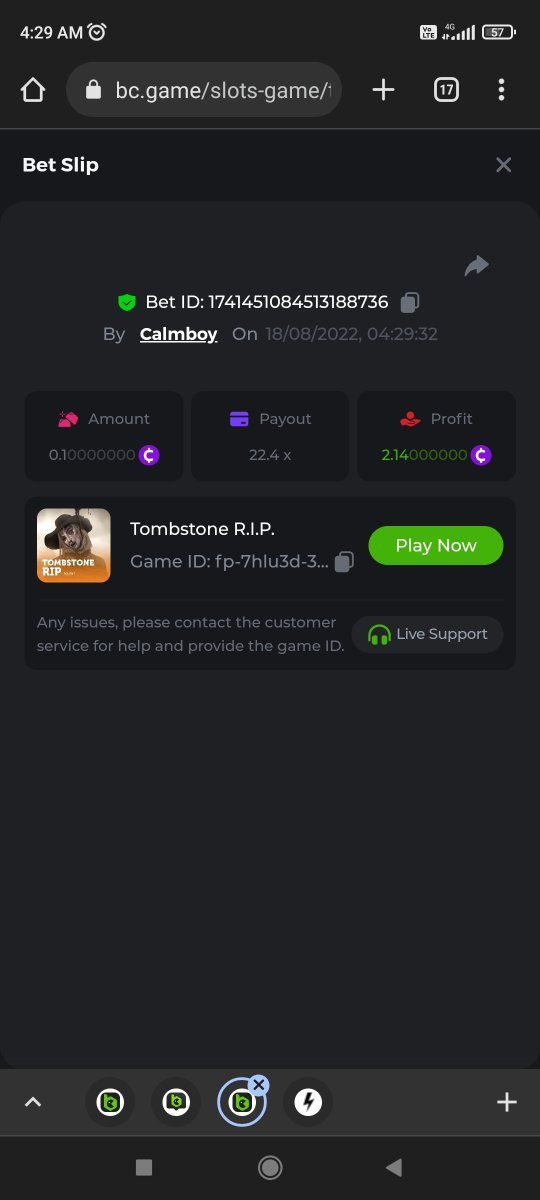 4:29 AM
Vo LTE 4G 57
bc.game/slots-game/
17
Bet Slip
Bet ID: 1741451084513188736
By Calmboy On 18/08/2022, 04:29:32
Amount Payout Profit
0.10000000 22.4 x 2.14000000
Tombstone R.I.P.
Game ID: fp-7hlu3d-3...
Play Now
TOMBSTONE
RIP
Any issues, please contact the customer
service for help and provide the game ID.
Live Support